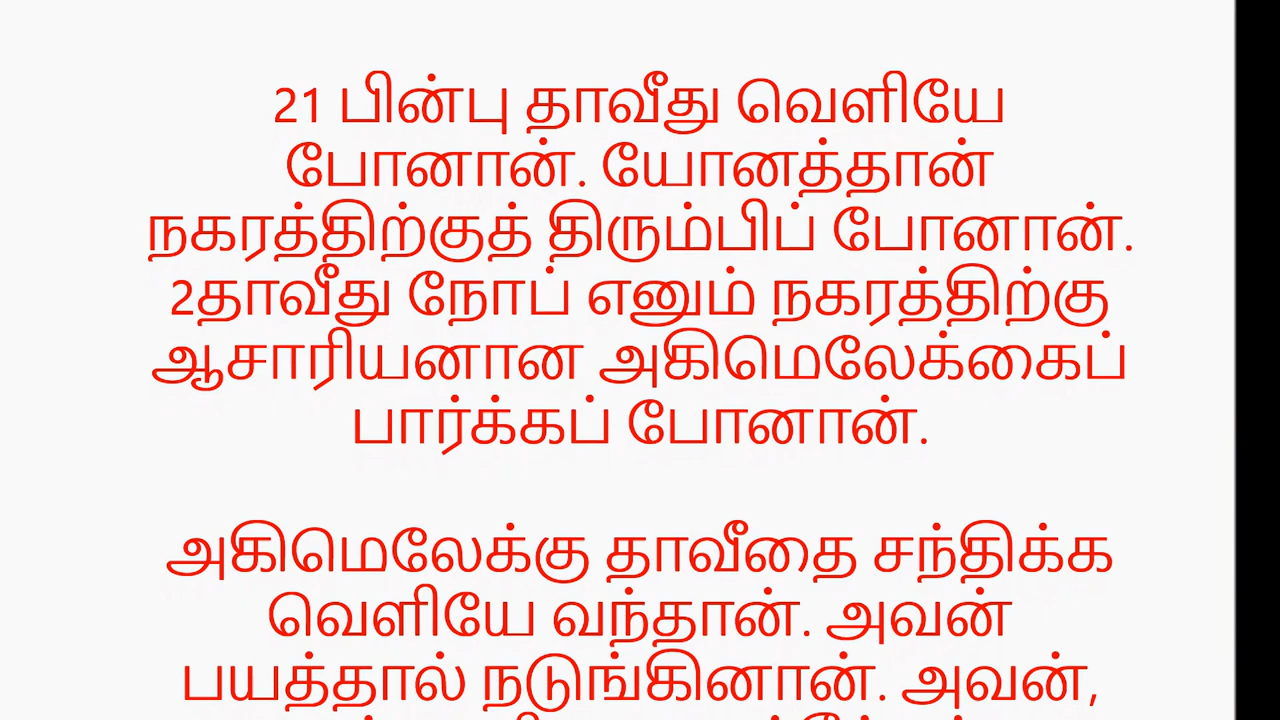 21 பின்பு தாவீது வெளியே
போனான். யோனத்தான்
நகரத்திற்குத் திரும்பிப் போனான்.
2தாவீது நோப் எனும் நகரத்திற்கு
ஆசாரியனான அகிமெலேக்கைப்
பார்க்கப் போனான்.
அகிமெலேக்கு தாவீதை சந்திக்க
வெளியே வந்தான். அவன்
பயத்தால் நடுங்கினான். அவன்,